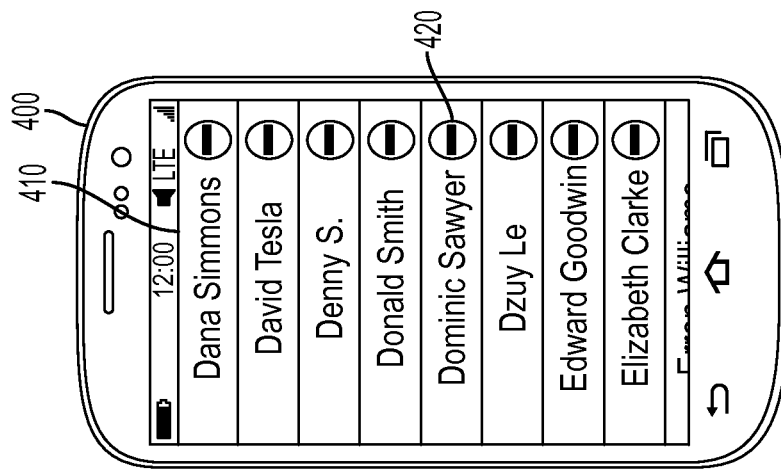 400
410
12:00 LTE
Dana Simmons
David Tesla
Denny S.
Donald Smith
Dominic Sawyer
420
Dzuy Le
Edward Goodwin
Elizabeth Clarke